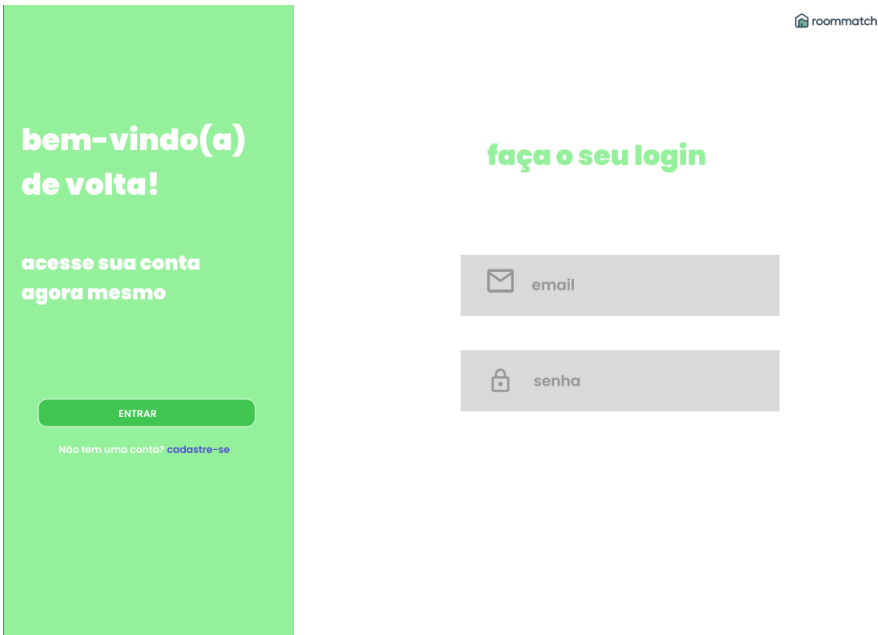 roommatch
bem-vindo(a)
de volta!
acesse sua conta
agora mesmo
ENTRAR
Não tem uma conta? cadastre-se
faça o seu login
email
senha